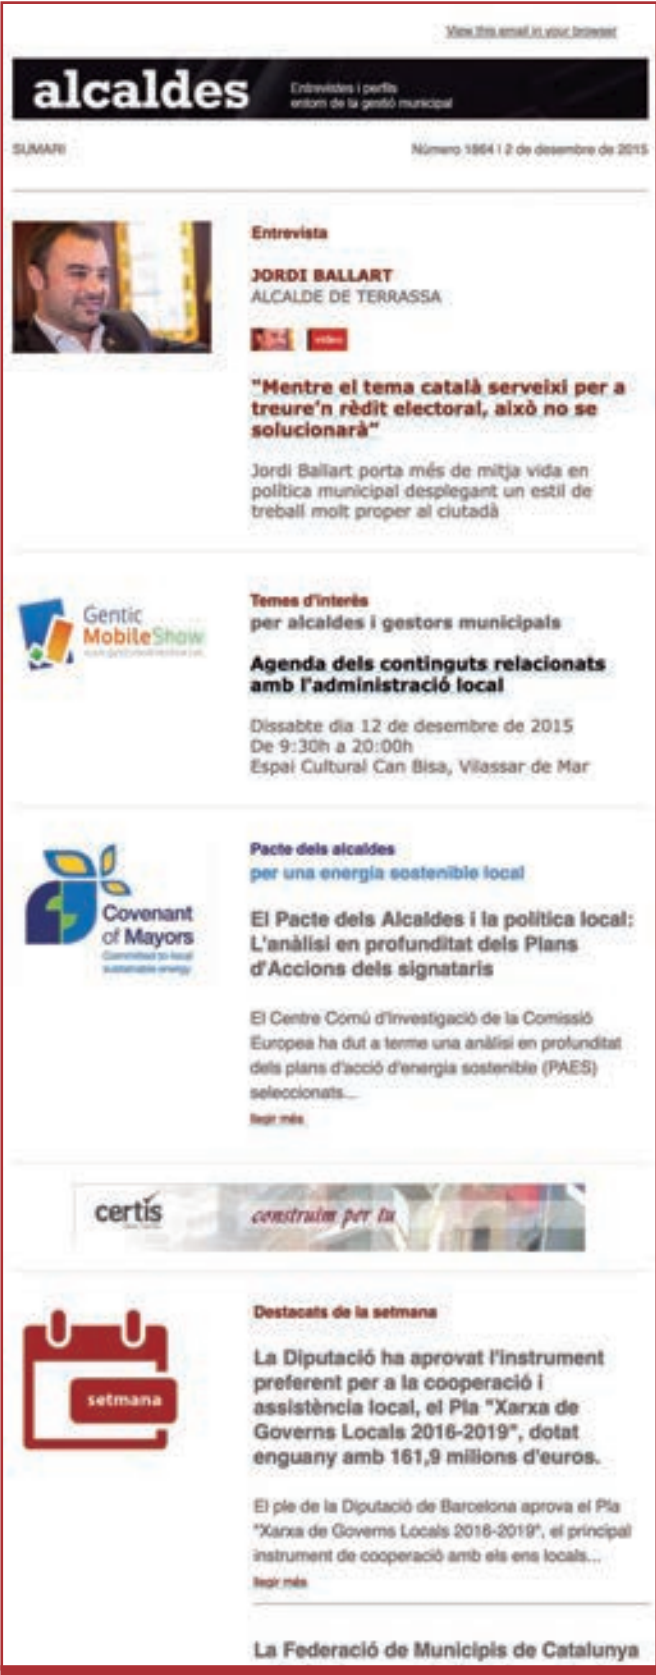 View this email in your browser
alcaldes
Entrevistes i perfils
entorn de la gestió municipal
SUMARI
Número 1864 | 2 de desembre de 2015
Entrevista
JORDI BALLART
ALCALDE DE TERRASSA
vídeo
"Mentre el tema català serveixi per a
treure'n rèdit electoral, això no se
solucionarà"
Jordi Ballart porta més de mitja vida en
política municipal desplegant un estil de
treball molt proper al ciutadà
Gentic
MobileShow
Temes d'interès
per alcaldes i gestors municipals
Agenda dels continguts relacionats
amb l'administració local
Dissabte dia 12 de desembre de 2015
De 9:30h a 20:00h
Espai Cultural Can Bisa, Vilassar de Mar
Covenant
of Mayors
Committed to local
sustainable energy
Pacte dels alcaldes
per una energia sostenible local
El Pacte dels Alcaldes i la política local:
L'anàlisi en profunditat dels Plans
d'Accions dels signataris
El Centre Comú d'Investigació de la Comissió
Europea ha dut a terme una anàlisi en profunditat
dels plans d'acció d'energia sostenible (PAES)
seleccionats...
llegir més
certis
construïm per tu
setmana
Destacats de la setmana
La Diputació ha aprovat l'instrument
preferent per a la cooperació i
assistència local, el Pla "Xarxa de
Governs Locals 2016-2019", dotat
enguany amb 161,9 milions d'euros.
El ple de la Diputació de Barcelona aprova el Pla
"Xarxa de Governs Locals 2016-2019", el principal
instrument de cooperació amb els ens locals...
llegir més
La Federació de Municipis de Catalunya